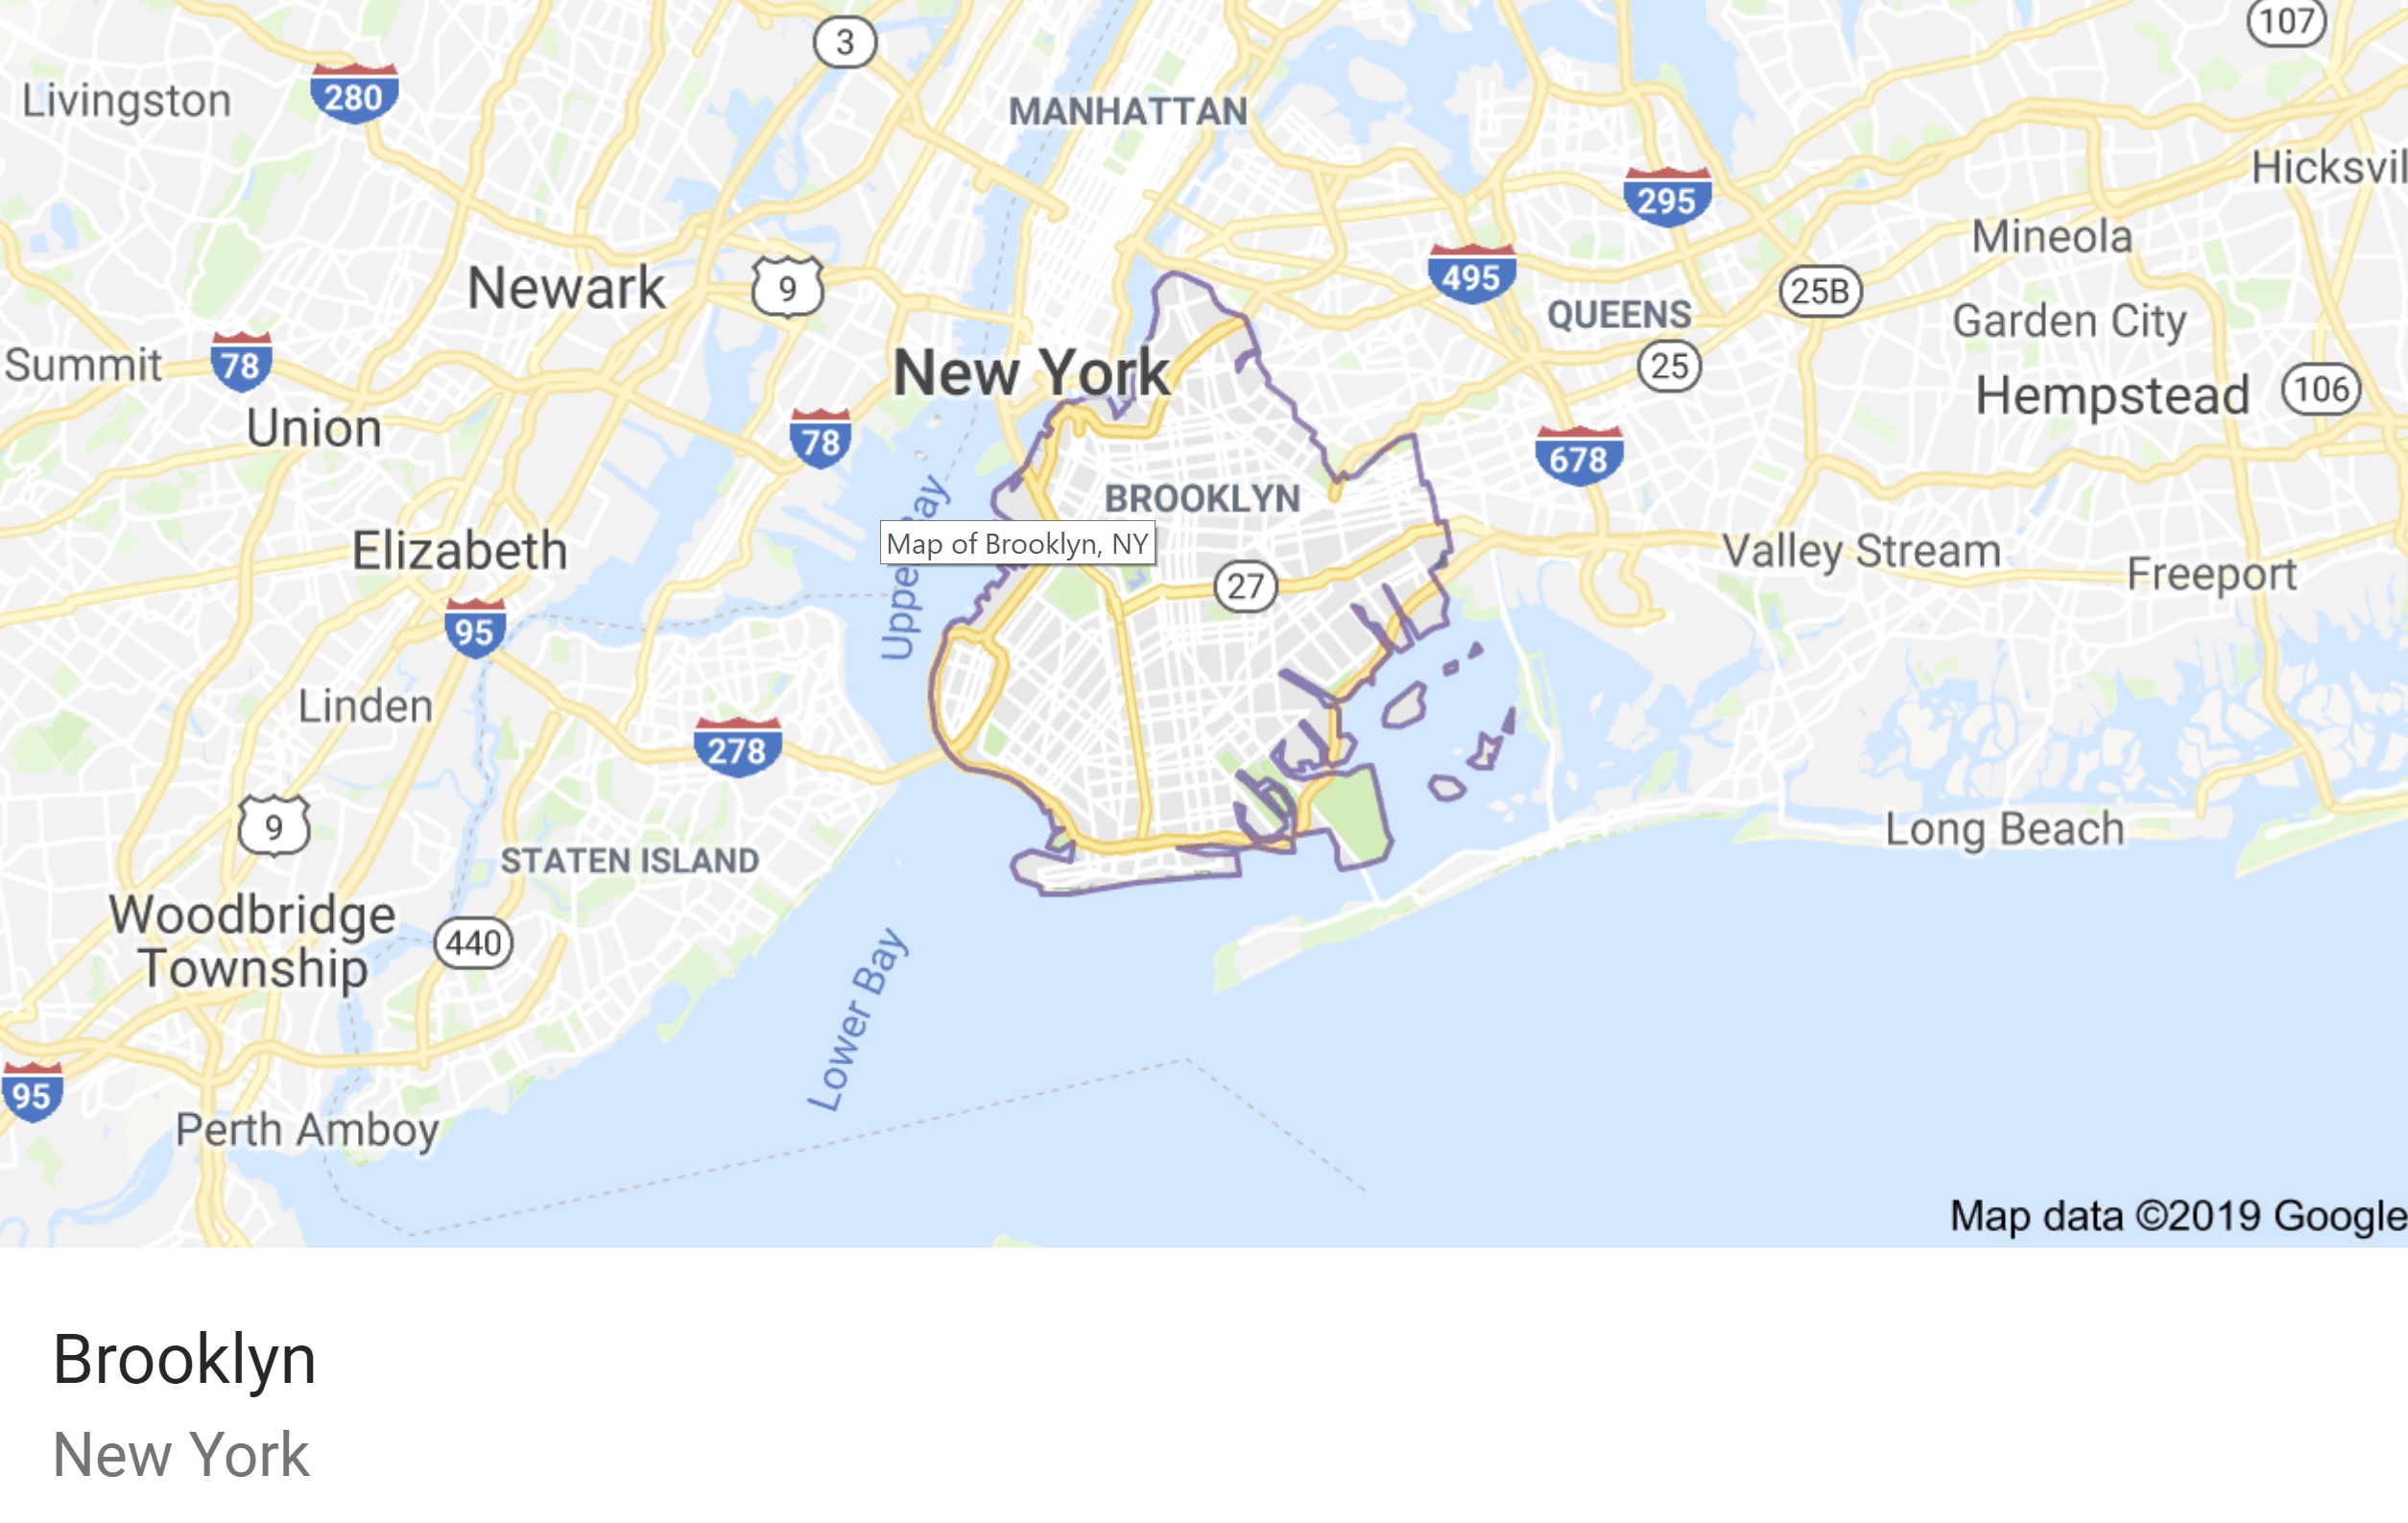 3
107
Livingston
280
MANHATTAN
Hicksvil
295
Mineola
495
Newark
9
25B
QUEENS
Garden City
Summit
78
New York
25
Hempstead
106
Union
78
678
BROOKLYN
Upper Bay
Map of Brooklyn, NY
Elizabeth
Valley Stream
Freeport
27
95
Linden
278
9
Long Beach
STATEN ISLAND
Woodbridge
Township
440
Lower Bay
95
Perth Amboy
Map data ©2019 Google
Brooklyn
New York